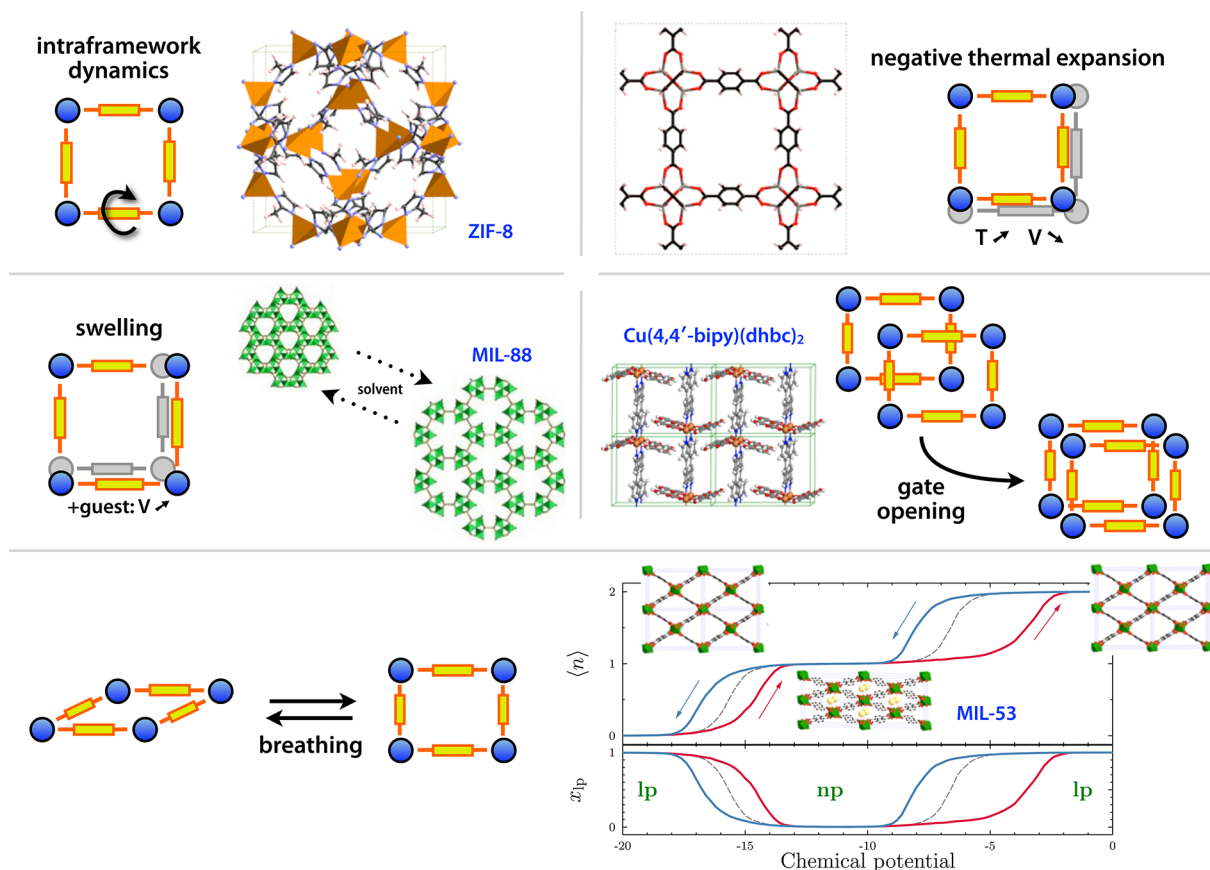 intraframework
dynamics
ZIF-8
negative thermal expansion
T ➚ V ➘
swelling
+guest: V ➚
MIL-88
solvent
Cu(4,4′-bipy)(dhbc)₂
gate
opening
breathing
⟨n⟩
2
1
0
MIL-53
x_lp
1
0
lp
np
lp
-20 -15 -10 -5 0
Chemical potential